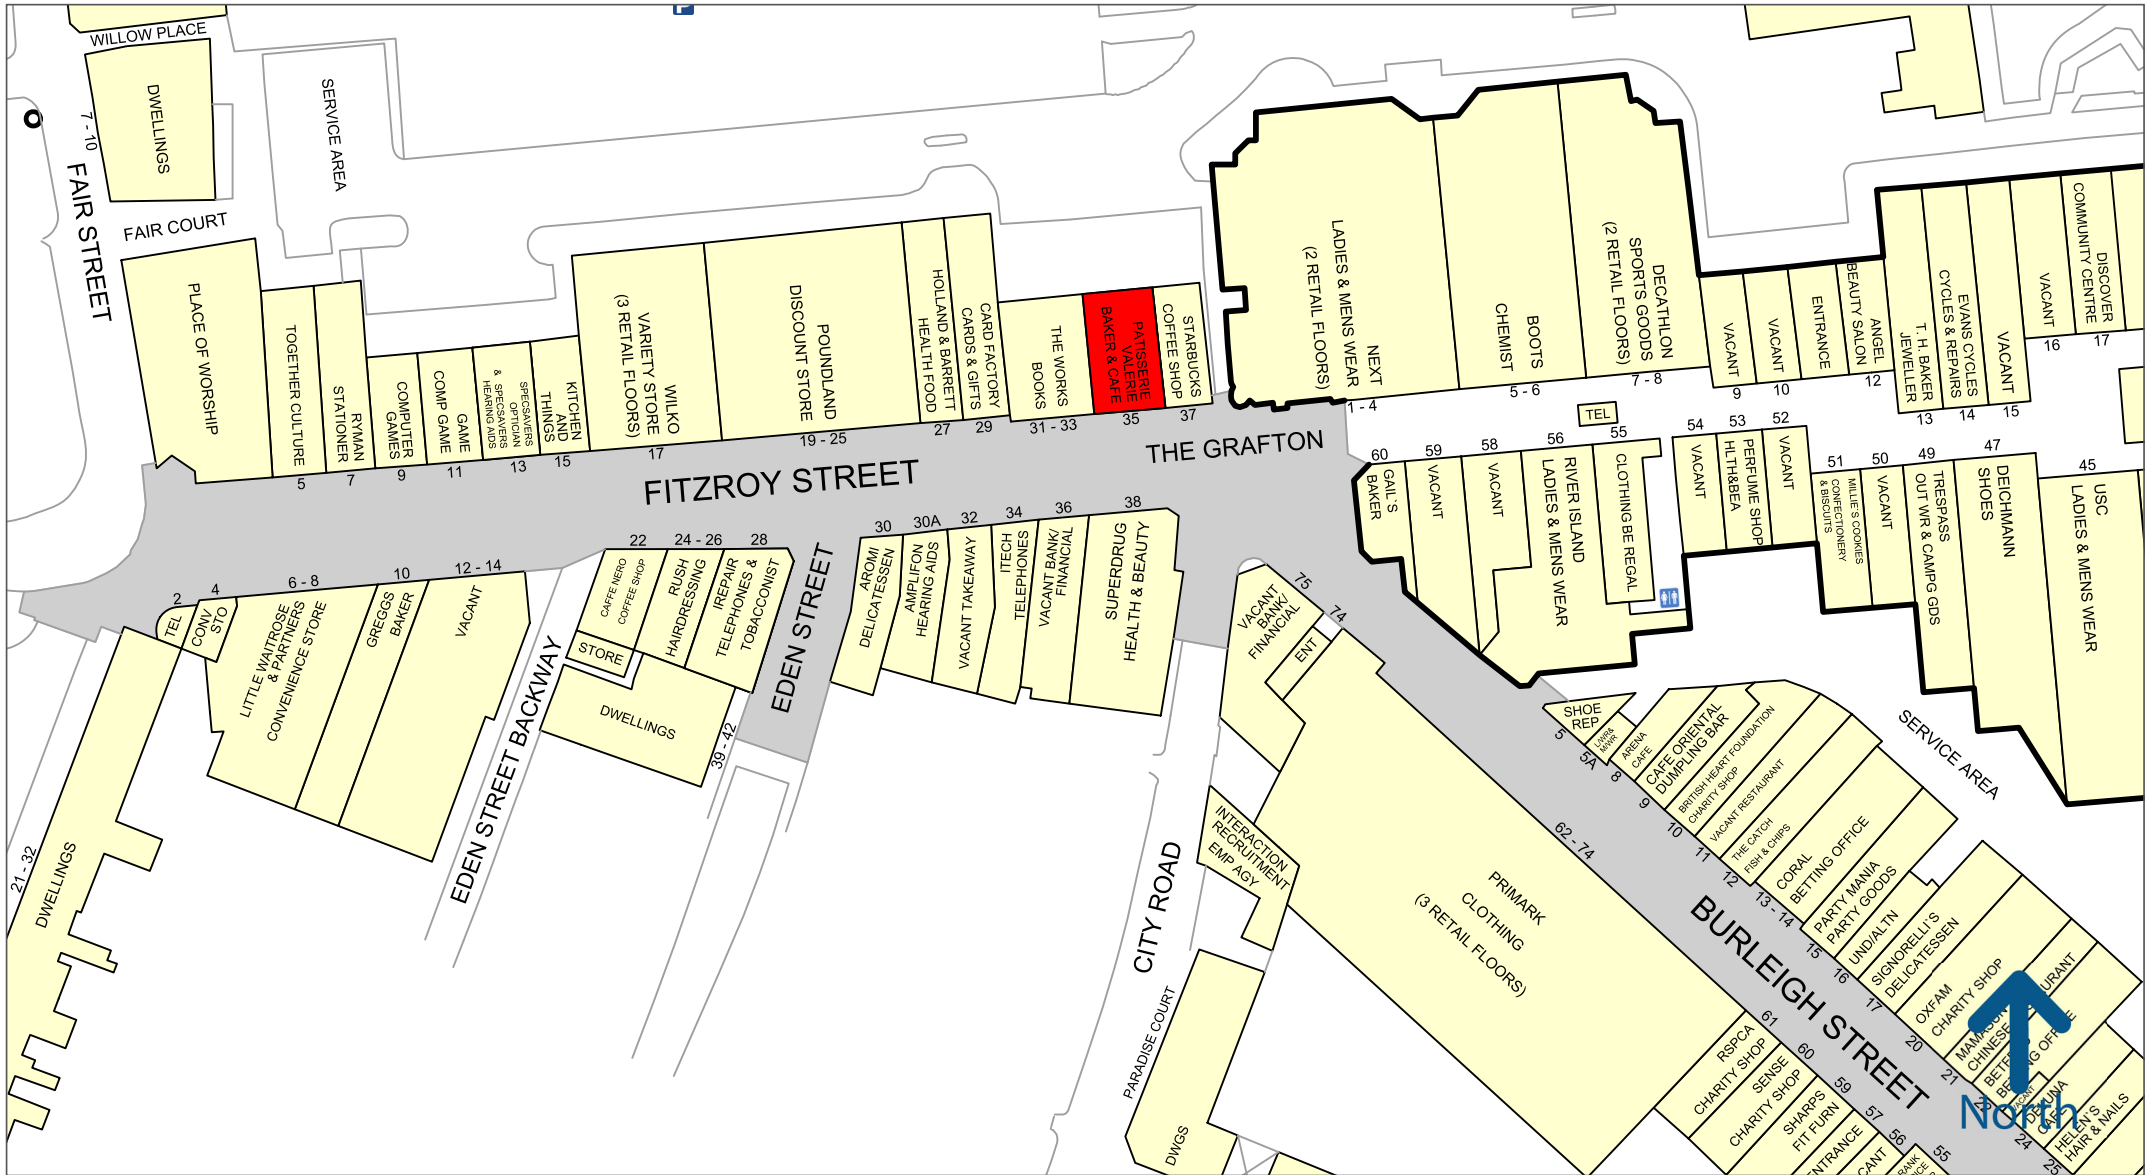 WILLOW PLACE
DWELLINGS
7 - 10
FAIR STREET
FAIR COURT
SERVICE AREA
PLACE OF WORSHIP
TOGETHER CULTURE
5
RYMAN
STATIONER
7
COMPUTER
GAMES
9
GAME
COMP GAME
11
SPECSAVERS
OPTICIAN
& SPECSAVERS
HEARING AIDS
13
KITCHEN
AND
THINGS
15
WILKO
VARIETY STORE
(3 RETAIL FLOORS)
17
POUNDLAND
DISCOUNT STORE
19 - 25
HOLLAND & BARRETT
HEALTH FOOD
27
CARD FACTORY
CARDS & GIFTS
29
THE WORKS
BOOKS
31 - 33
PATISSERIE
VALERIE
BAKER & CAFE
35
STARBUCKS
COFFEE SHOP
37
FITZROY STREET
THE GRAFTON
NEXT
LADIES & MENS WEAR
(2 RETAIL FLOORS)
1 - 4
BOOTS
CHEMIST
5 - 6
DECATHLON
SPORTS GOODS
(2 RETAIL FLOORS)
7 - 8
VACANT
9
VACANT
10
ENTRANCE
ANGEL
BEAUTY SALON
12
T. H. BAKER
JEWELLER
13
EVANS CYCLES
CYCLES & REPAIRS
14
VACANT
15
VACANT
16
DISCOVER
COMMUNITY CENTRE
17
TEL
60
GAIL`S
BAKER
59
VACANT
58
VACANT
56
RIVER ISLAND
LADIES & MENS WEAR
55
CLOTHING BE REGAL
54
VACANT
53
PERFUME SHOP
HLTH&BEA
52
VACANT
51
MILLIE'S COOKIES
CONFECTIONERY
& BISCUITS
50
VACANT
49
TRESPASS
OUT WR & CAMPG GDS
47
DEICHMANN
SHOES
45
USC
LADIES & MENS WEAR
SERVICE AREA
2
TEL
4
CONV
STO
6 - 8
LITTLE WAITROSE
& PARTNERS
CONVENIENCE STORE
10
GREGGS
BAKER
12 - 14
VACANT
EDEN STREET BACKWAY
22
CAFFE NERO
COFFEE SHOP
STORE
24 - 26
RUSH
HAIRDRESSING
28
IREPAIR
TELEPHONES &
TOBACCONIST
DWELLINGS
39 - 42
EDEN STREET
30
AROMI
DELICATESSEN
30A
AMPLIFON
HEARING AIDS
32
VACANT TAKEAWAY
34
ITECH
TELEPHONES
36
VACANT BANK/
FINANCIAL
38
SUPERDRUG
HEALTH & BEAUTY
21 - 32
DWELLINGS
75
VACANT
BANK/
FINANCIAL
74
ENT
INTERACTION
RECRUITMENT
EMP AGY
CITY ROAD
PARADISE COURT
DWGS
PRIMARK
CLOTHING
(3 RETAIL FLOORS)
62 - 74
BURLEIGH STREET
SHOE
REP
5
L/WR&
M/WR
5A
ARENA
CAFE
8
CAFE ORIENTAL
DUMPLING BAR
9
BRITISH HEART FOUNDATION
CHARITY SHOP
10
VACANT RESTAURANT
11
THE CATCH
FISH & CHIPS
12
CORAL
BETTING OFFICE
13 - 14
PARTY MANIA
PARTY GOODS
15
UND/ALTN
16
SIGNORELLI`S
DELICATESSEN
17
OXFAM
CHARITY SHOP
20
CHINESE
21
24
HELEN'S
HAIR & NAILS
25
61
RSPCA
CHARITY SHOP
60
SENSE
CHARITY SHOP
59
SHARPS
FIT FURN
57
ENTRANCE
56
55
North